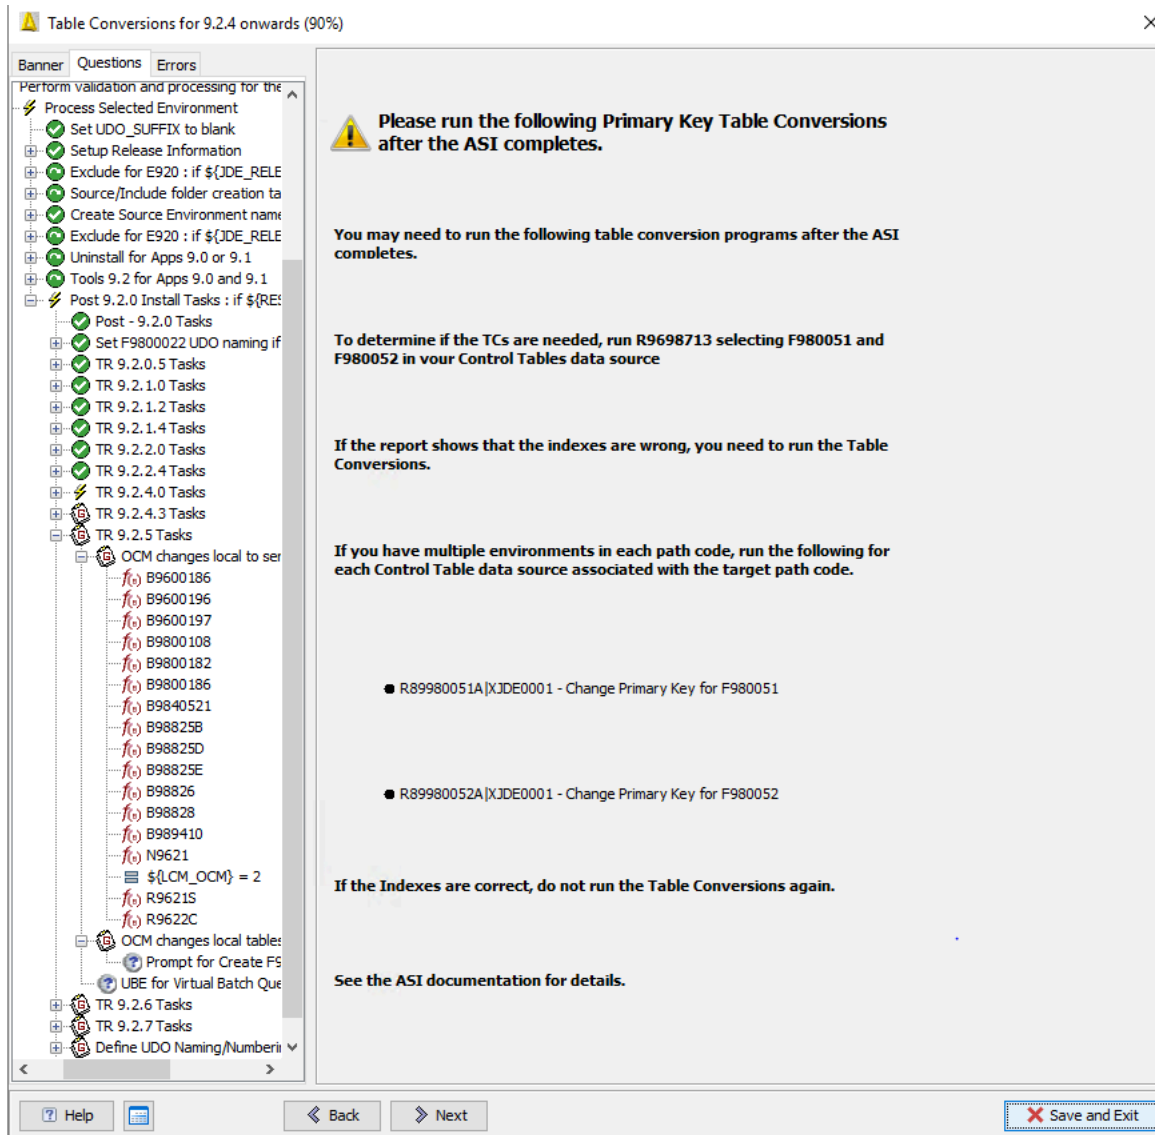 Table Conversions for 9.2.4 onwards (90%)
Banner Questions Errors
Perform validation and processing for the
Process Selected Environment
Set UDO_SUFFIX to blank
Setup Release Information
Exclude for E920 : if ${JDE_RELE
Source/Include folder creation ta
Create Source Environment name
Exclude for E920 : if ${JDE_RELE
Uninstall for Apps 9.0 or 9.1
Tools 9.2 for Apps 9.0 and 9.1
Post 9.2.0 Install Tasks : if ${RES
Post - 9.2.0 Tasks
Set F9800022 UDO naming if
TR 9.2.0.5 Tasks
TR 9.2.1.0 Tasks
TR 9.2.1.2 Tasks
TR 9.2.1.4 Tasks
TR 9.2.2.0 Tasks
TR 9.2.2.4 Tasks
TR 9.2.4.0 Tasks
TR 9.2.4.3 Tasks
TR 9.2.5 Tasks
OCM changes local to ser
B9600186
B9600196
B9600197
B9800108
B9800182
B9800186
B9840521
B98825B
B98825D
B98825E
B98826
B98828
B989410
N9621
${LCM_OCM} = 2
R9621S
R9622C
OCM changes local tables
Prompt for Create F9
UBE for Virtual Batch Que
TR 9.2.6 Tasks
TR 9.2.7 Tasks
Define UDO Naming/Numberin
Please run the following Primary Key Table Conversions
after the ASI completes.
You may need to run the following table conversion programs after the ASI
completes.
To determine if the TCs are needed, run R9698713 selecting F980051 and
F980052 in your Control Tables data source
If the report shows that the indexes are wrong, you need to run the Table
Conversions.
If you have multiple environments in each path code, run the following for
each Control Table data source associated with the target path code.
R89980051A|XJDE0001 - Change Primary Key for F980051
R89980052A|XJDE0001 - Change Primary Key for F980052
If the Indexes are correct, do not run the Table Conversions again.
See the ASI documentation for details.
Help Back Next Save and Exit